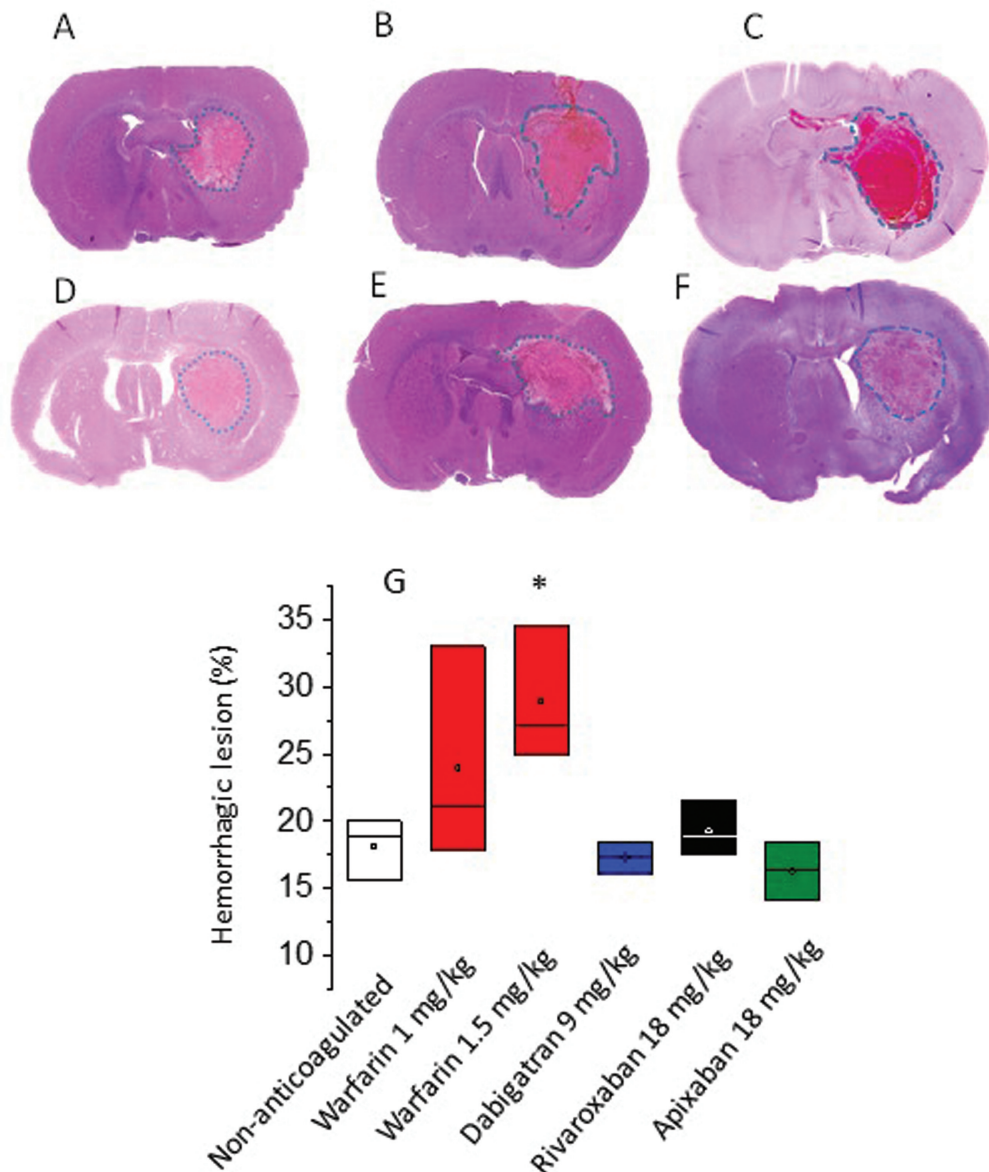 A
B
C
D
E
F
G
*
Hemorrhagic lesion (%)
35
30
25
20
15
10
Non-anticoagulated
Warfarin 1 mg/kg
Warfarin 1.5 mg/kg
Dabigatran 9 mg/kg
Rivaroxaban 18 mg/kg
Apixaban 18 mg/kg